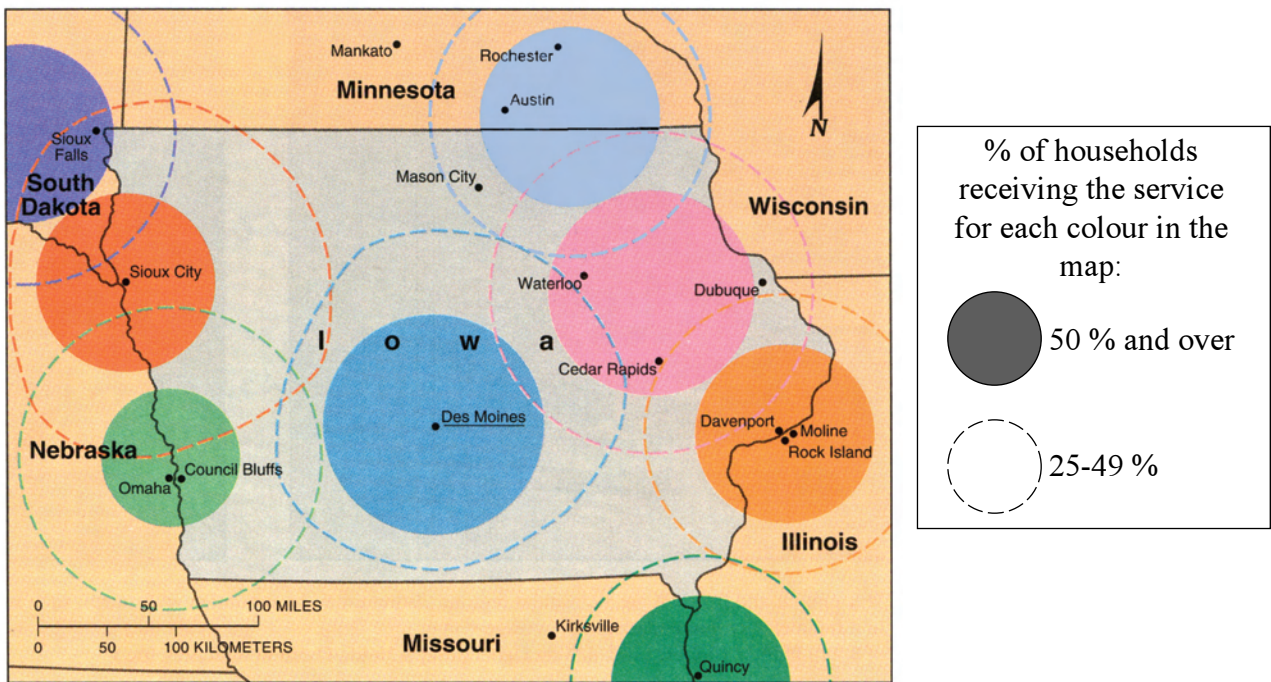 Mankato
Rochester
Minnesota
Austin
N
Sioux
Falls
South
Dakota
Mason City
Wisconsin
Sioux City
Waterloo
Dubuque
I o w a
Cedar Rapids
Des Moines
Davenport
Moline
Rock Island
Nebraska
Council Bluffs
Omaha
Illinois
0 50 100 MILES
0 50 100 KILOMETERS
Missouri
Kirksville
Quincy
% of households
receiving the service
for each colour in the
map:
50 % and over
25-49 %